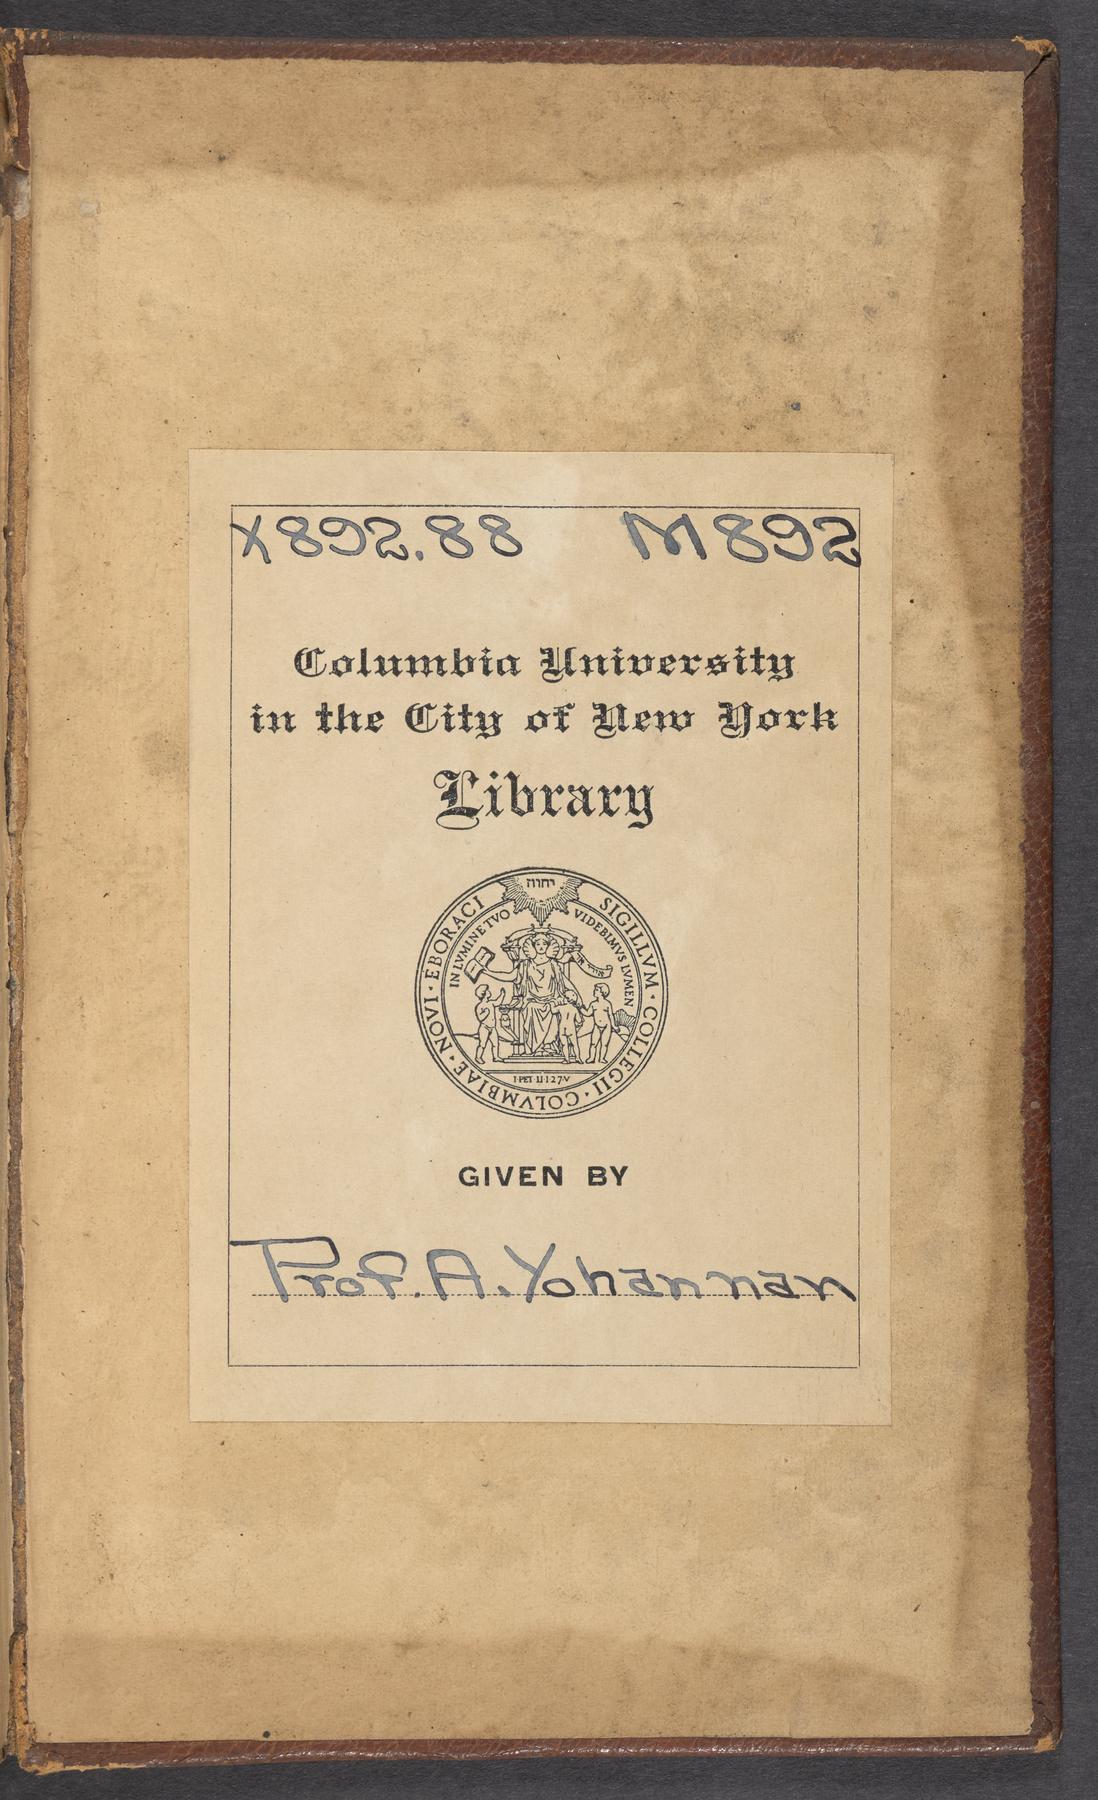 X892.88 M892
Columbia University
in the City of New York
Library
יהוה
SIGILLVM · COLLEGII · COLVMBIAE · NOVI · EBORACI
IN LVMINE TVO VIDEBIMVS LVMEN
GIVEN BY
Prof. A. Yohannan